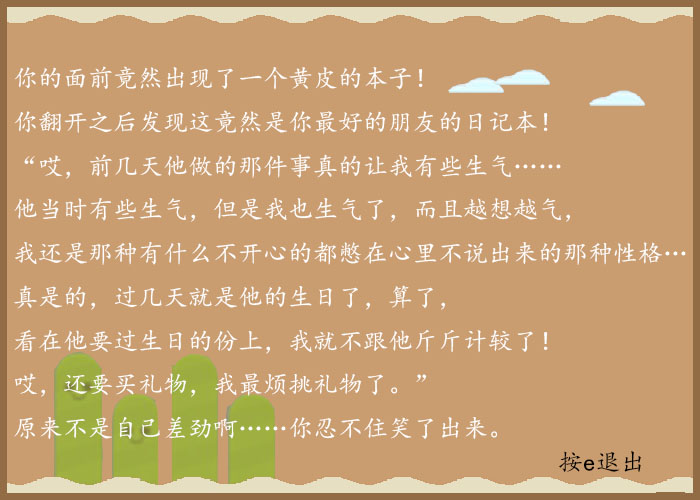 你的面前竟然出现了一个黄皮的本子！
你翻开之后发现这竟然是你最好的朋友的日记本！
“哎，前几天他做的那件事真的让我有些生气……
他当时有些生气，但是我也生气了，而且越想越气，
我还是那种有什么不开心的都憋在心里不说出来的那种性格…
真是的，过几天就是他的生日了，算了，
看在他要过生日的份上，我就不跟他斤斤计较了！
哎，还要买礼物，我最烦挑礼物了。”
原来不是自己差劲啊……你忍不住笑了出来。
按e退出